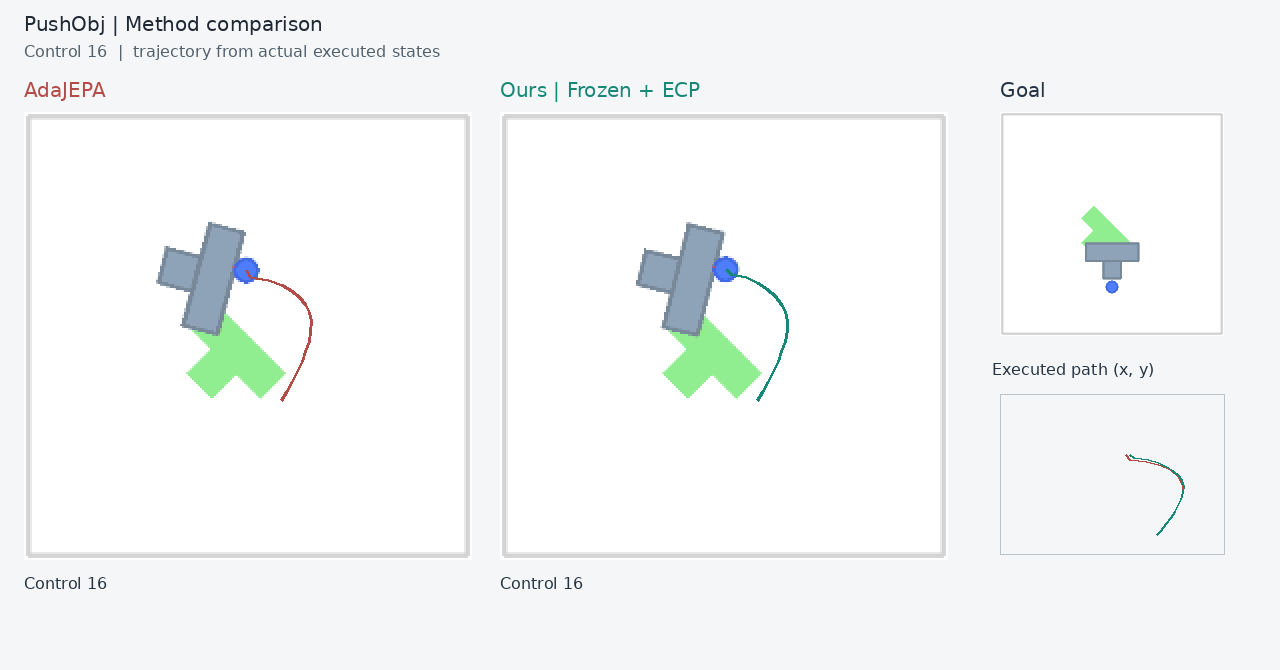 PushObj | Method comparison
Control 16 | trajectory from actual executed states
AdaJEPA
Ours | Frozen + ECP
Goal
Executed path (x, y)
Control 16
Control 16